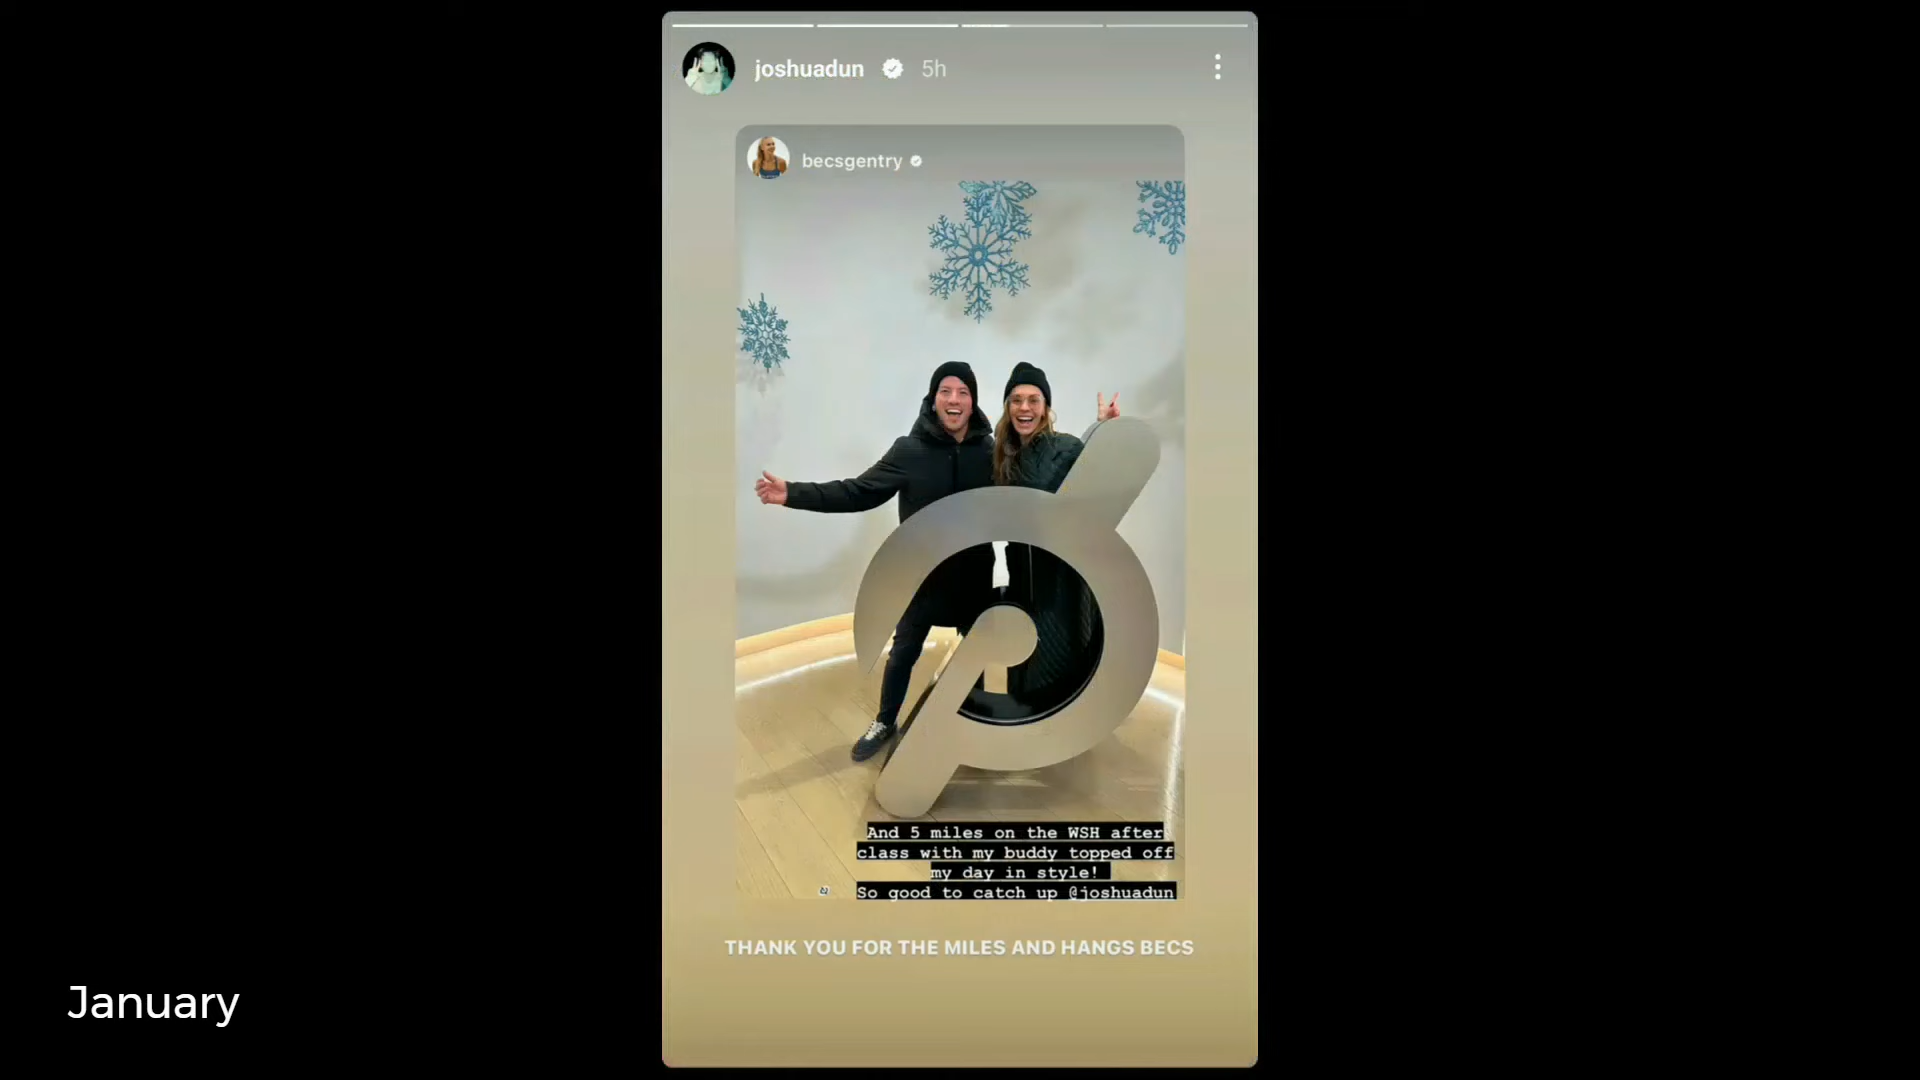 joshuadun 5h
becsgentry
And 5 miles on the WSH after
class with my buddy topped off
my day in style!
So good to catch up @joshuadun
THANK YOU FOR THE MILES AND HANGS BECS
January